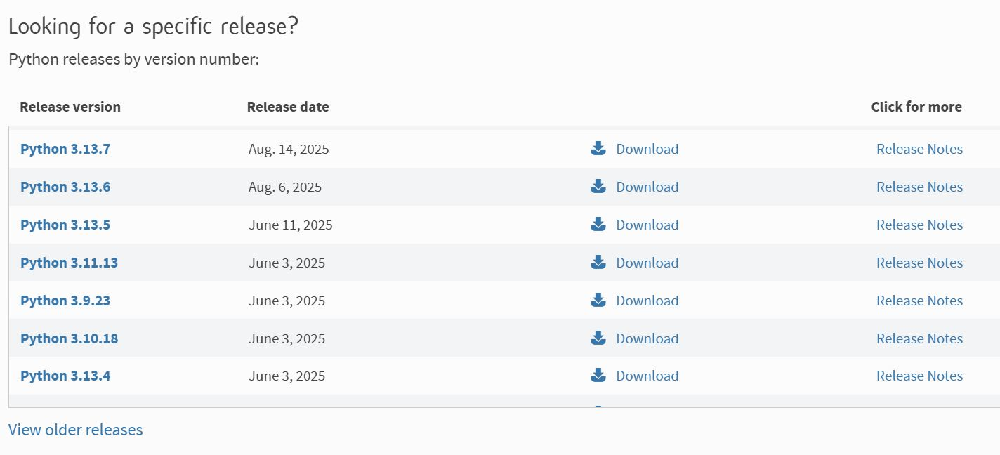 Looking for a specific release?
Python releases by version number:
Release version Release date Click for more
Python 3.13.7 Aug. 14, 2025 Download Release Notes
Python 3.13.6 Aug. 6, 2025 Download Release Notes
Python 3.13.5 June 11, 2025 Download Release Notes
Python 3.11.13 June 3, 2025 Download Release Notes
Python 3.9.23 June 3, 2025 Download Release Notes
Python 3.10.18 June 3, 2025 Download Release Notes
Python 3.13.4 June 3, 2025 Download Release Notes
View older releases